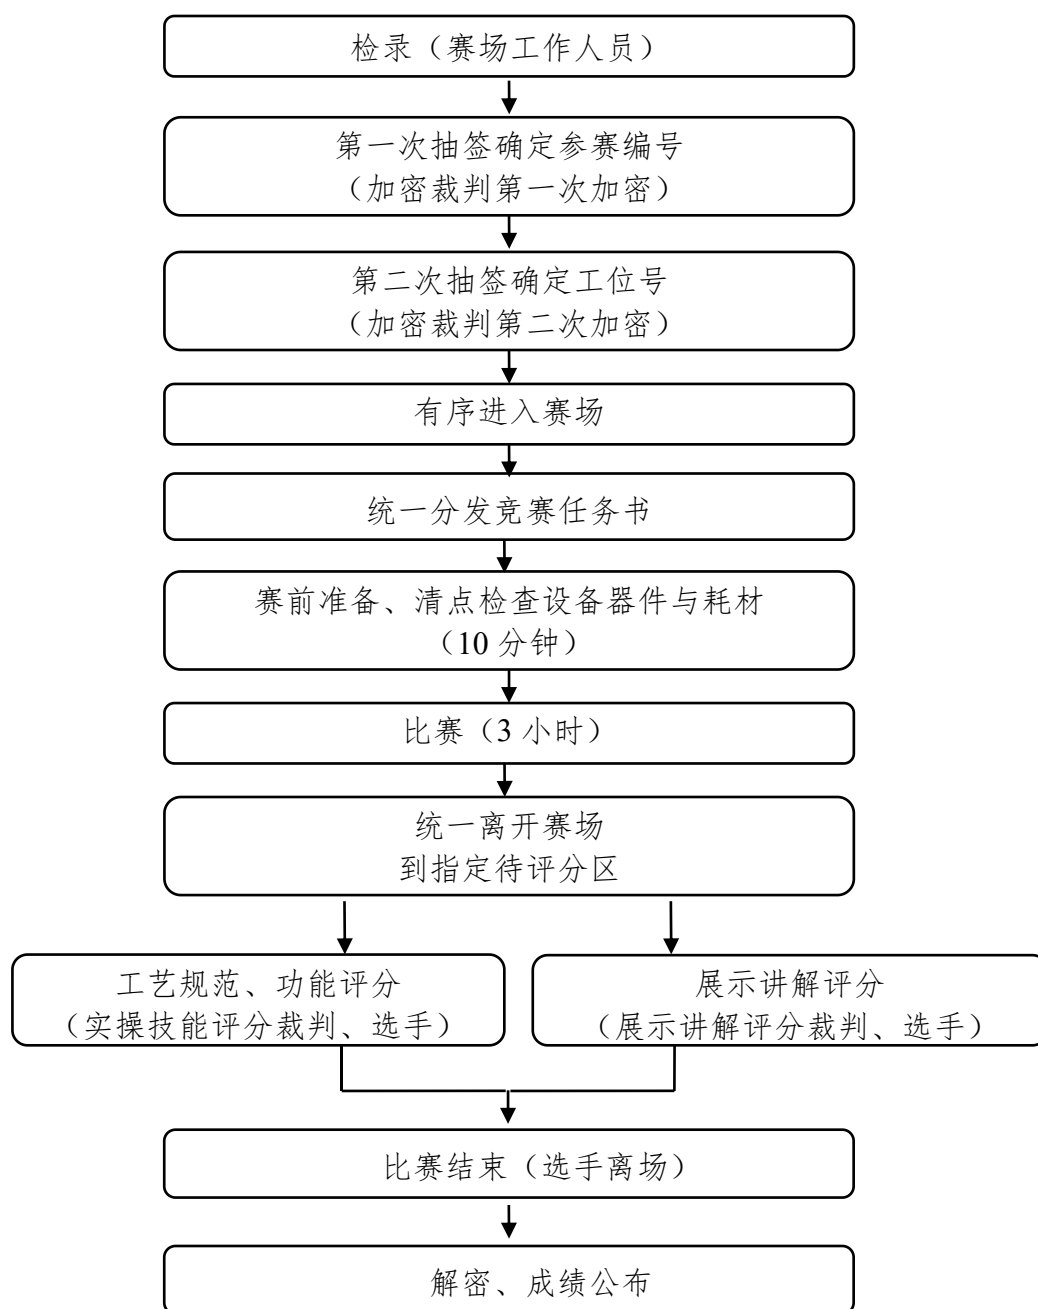 检录（赛场工作人员）
第一次抽签确定参赛编号
（加密裁判第一次加密）
第二次抽签确定工位号
（加密裁判第二次加密）
有序进入赛场
统一分发竞赛任务书
赛前准备、清点检查设备器件与耗材
（10 分钟）
比赛（3 小时）
统一离开赛场
到指定待评分区
工艺规范、功能评分
（实操技能评分裁判、选手）
展示讲解评分
（展示讲解评分裁判、选手）
比赛结束（选手离场）
解密、成绩公布